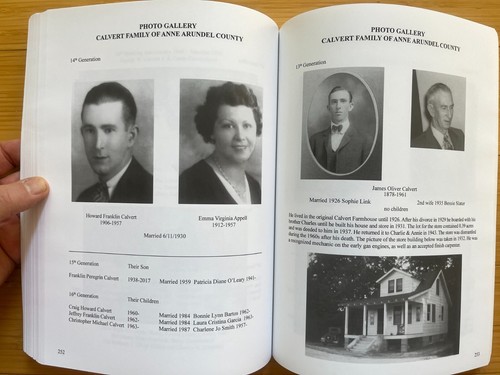 PHOTO GALLERY
CALVERT FAMILY OF ANNE ARUNDEL COUNTY
14th Generation
Howard Franklin Calvert
1906-1957
Emma Virginia Appell
1912-1957
Married 6/11/1930
15th Generation Their Son
Franklin Peregrin Calvert 1938-2017 Married 1959 Patricia Diane O'Leary 1941-
16th Generation Their Children
Craig Howard Calvert 1960- Married 1984 Bonnie Lynn Barton 1962-
Jeffrey Franklin Calvert 1962- Married 1984 Laura Cristina Garcia 1963-
Christopher Michael Calvert 1963- Married 1987 Charlene Jo Smith 1957-
252
PHOTO GALLERY
CALVERT FAMILY OF ANNE ARUNDEL COUNTY
13th Generation
James Oliver Calvert
1878-1961
Married 1926 Sophie Link 2nd wife 1935 Bessie
no children
He lived in the original Calvert Farmhouse until 1926. After his divorce in 1929 he boarded with his
brother Charles until he built his house and store in 1931. The lot for the store contained 0.59 acres
and was deeded to him in 1937. He returned it to Charlie & Annie in 1943. The store was dismantled
during the 1960s after his death. The picture of the store building below was taken in 1932. He was
a recognized mechanic on the early gas engines, as well as an accepted finish carpenter.
253